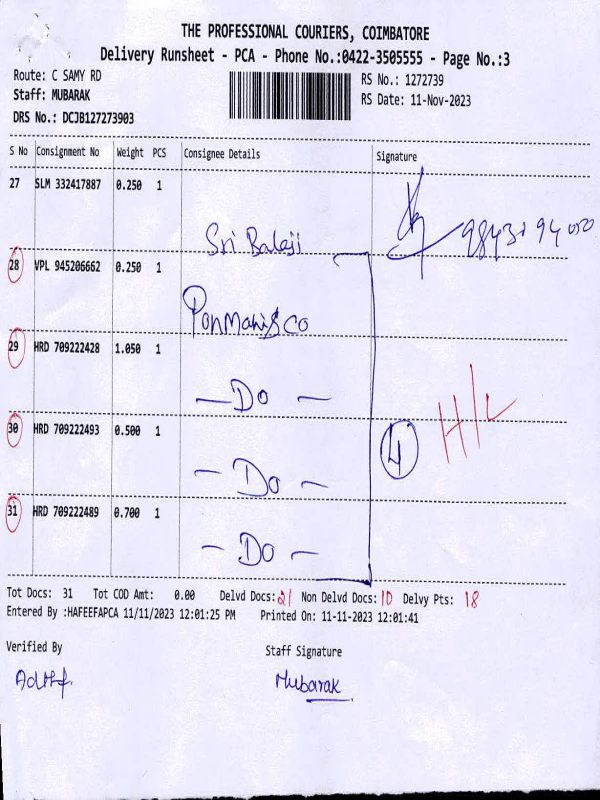 THE PROFESSIONAL COURIERS, COIMBATORE
Delivery Runsheet - PCA - Phone No.:0422-3505555 - Page No.:3
Route: C SAMY RD
RS No.: 1272739
Staff: MUBARAK
RS Date: 11-Nov-2023
DRS No.: DCJB127273903
S No Consignment No Weight PCS Consignee Details Signature
27 SLM 332417887 0.250 1
Sri Balaji
28 VPL 945206662 0.250 1
PonMani & CO
29 HRD 709222428 1.050 1
— Do —
H/L
30 HRD 709222493 0.500 1
4
— Do —
31 HRD 709222489 0.700 1
— Do —
Tot Docs: 31 Tot COD Amt: 0.00 Delvd Docs: 21 Non Delvd Docs: 10 Delvy Pts: 18
Entered By :HAFEEFAPCA 11/11/2023 12:01:25 PM Printed On: 11-11-2023 12:01:41
Verified By Staff Signature
Mubarak